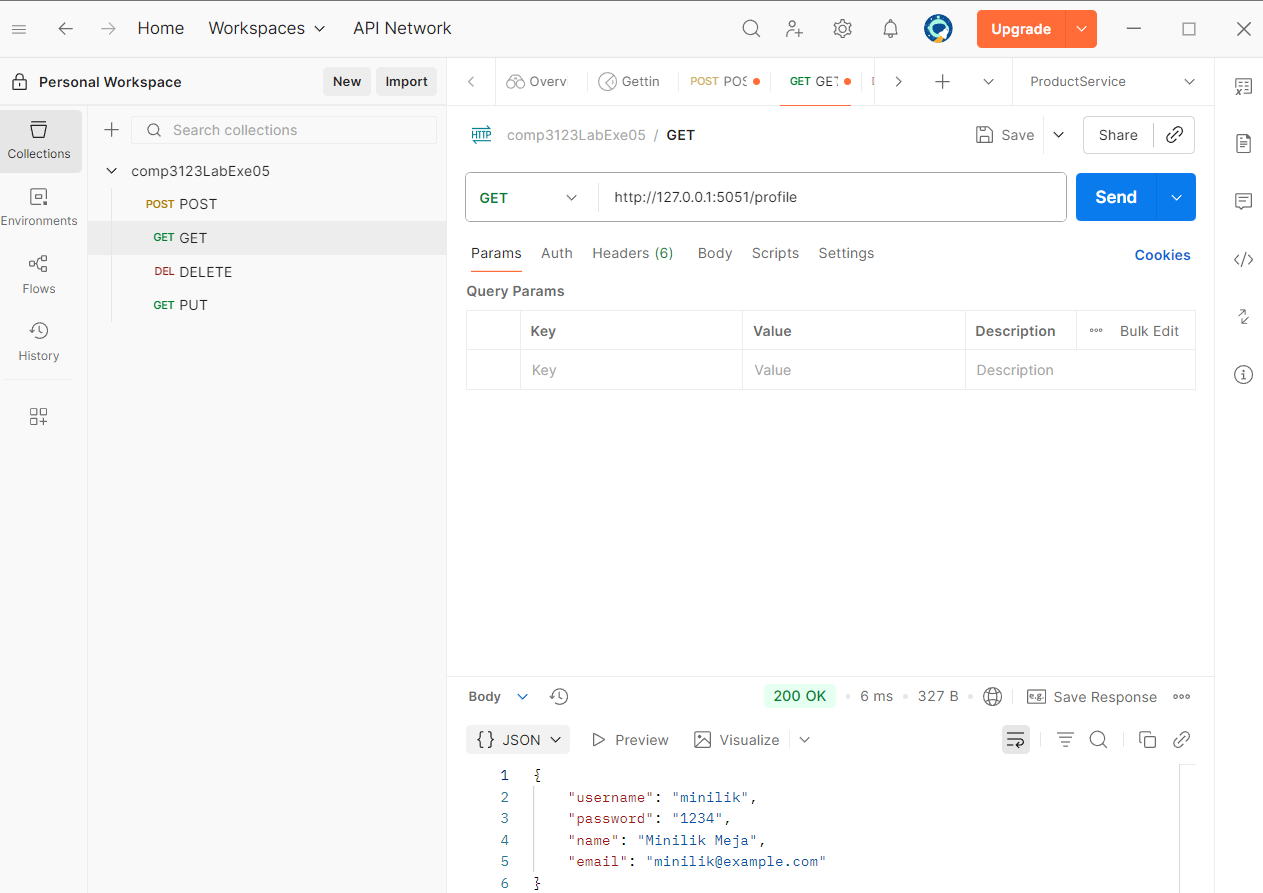 Home Workspaces API Network Upgrade
Personal Workspace New Import
Overv Gettin POST POS GET GET ProductService
Collections
Environments
Flows
History
Search collections
comp3123LabExe05
POST POST
GET GET
DEL DELETE
GET PUT
HTTP comp3123LabExe05 / GET Save Share
GET http://127.0.0.1:5051/profile Send
Params Auth Headers (6) Body Scripts Settings Cookies
Query Params
Key Value Description Bulk Edit
Key Value Description
Body 200 OK 6 ms 327 B e.g. Save Response
{} JSON Preview Visualize
1 {
2 "username": "minilik",
3 "password": "1234",
4 "name": "Minilik Meja",
5 "email": "minilik@example.com"
6 }